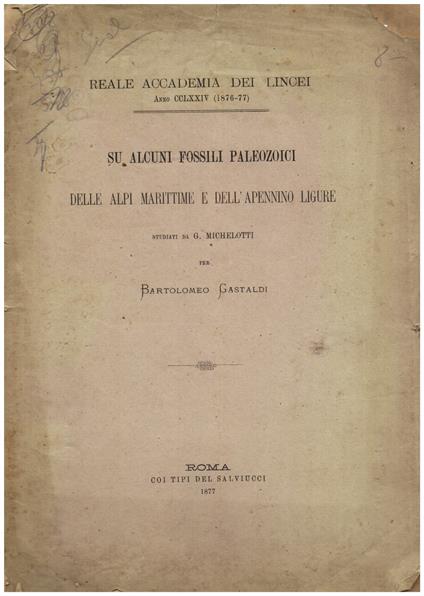 REALE ACCADEMIA DEI LINCEI
ANNO CCLXXIV (1876-77)
SU ALCUNI FOSSILI PALEOZOICI
DELLE ALPI MARITTIME E DELL'APENNINO LIGURE
STUDIATI DA G. MICHELOTTI
PER
BARTOLOMEO GASTALDI
ROMA
COI TIPI DEL SALVIUCCI
1877